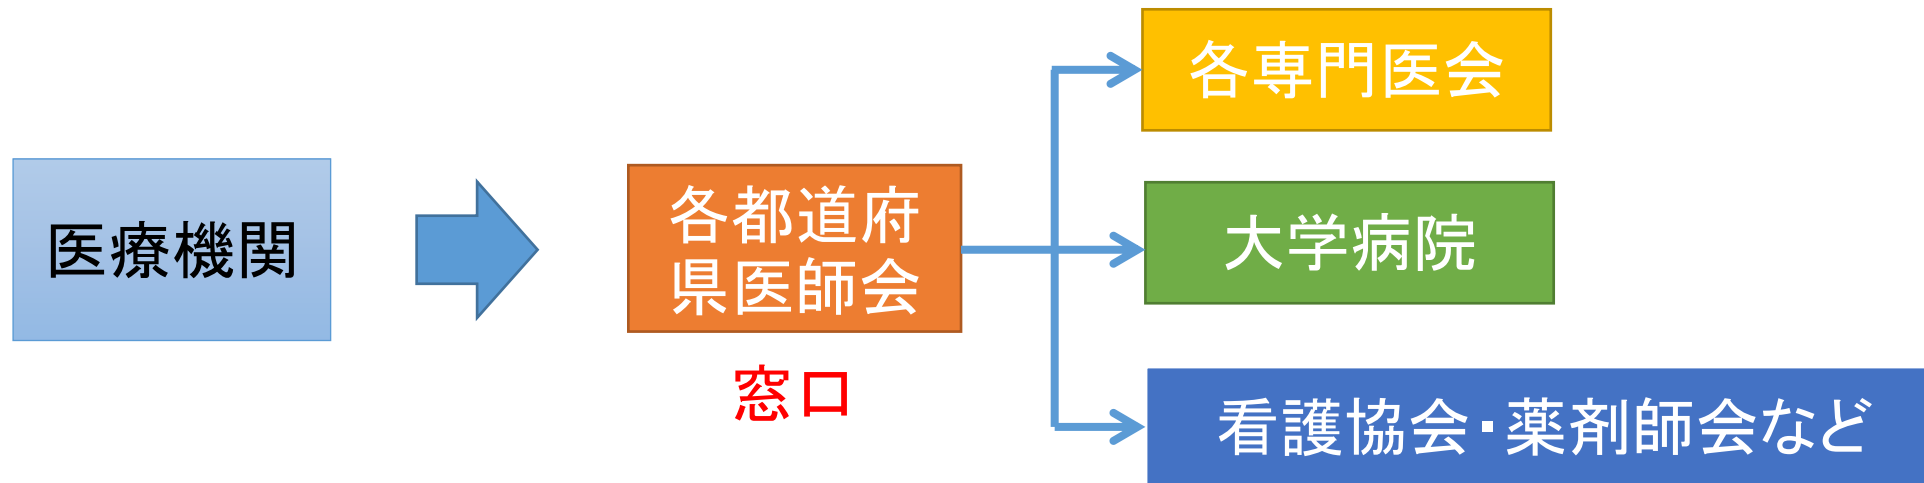 医療機関
各都道府
県医師会
窓口
各専門医会
大学病院
看護協会・薬剤師会など